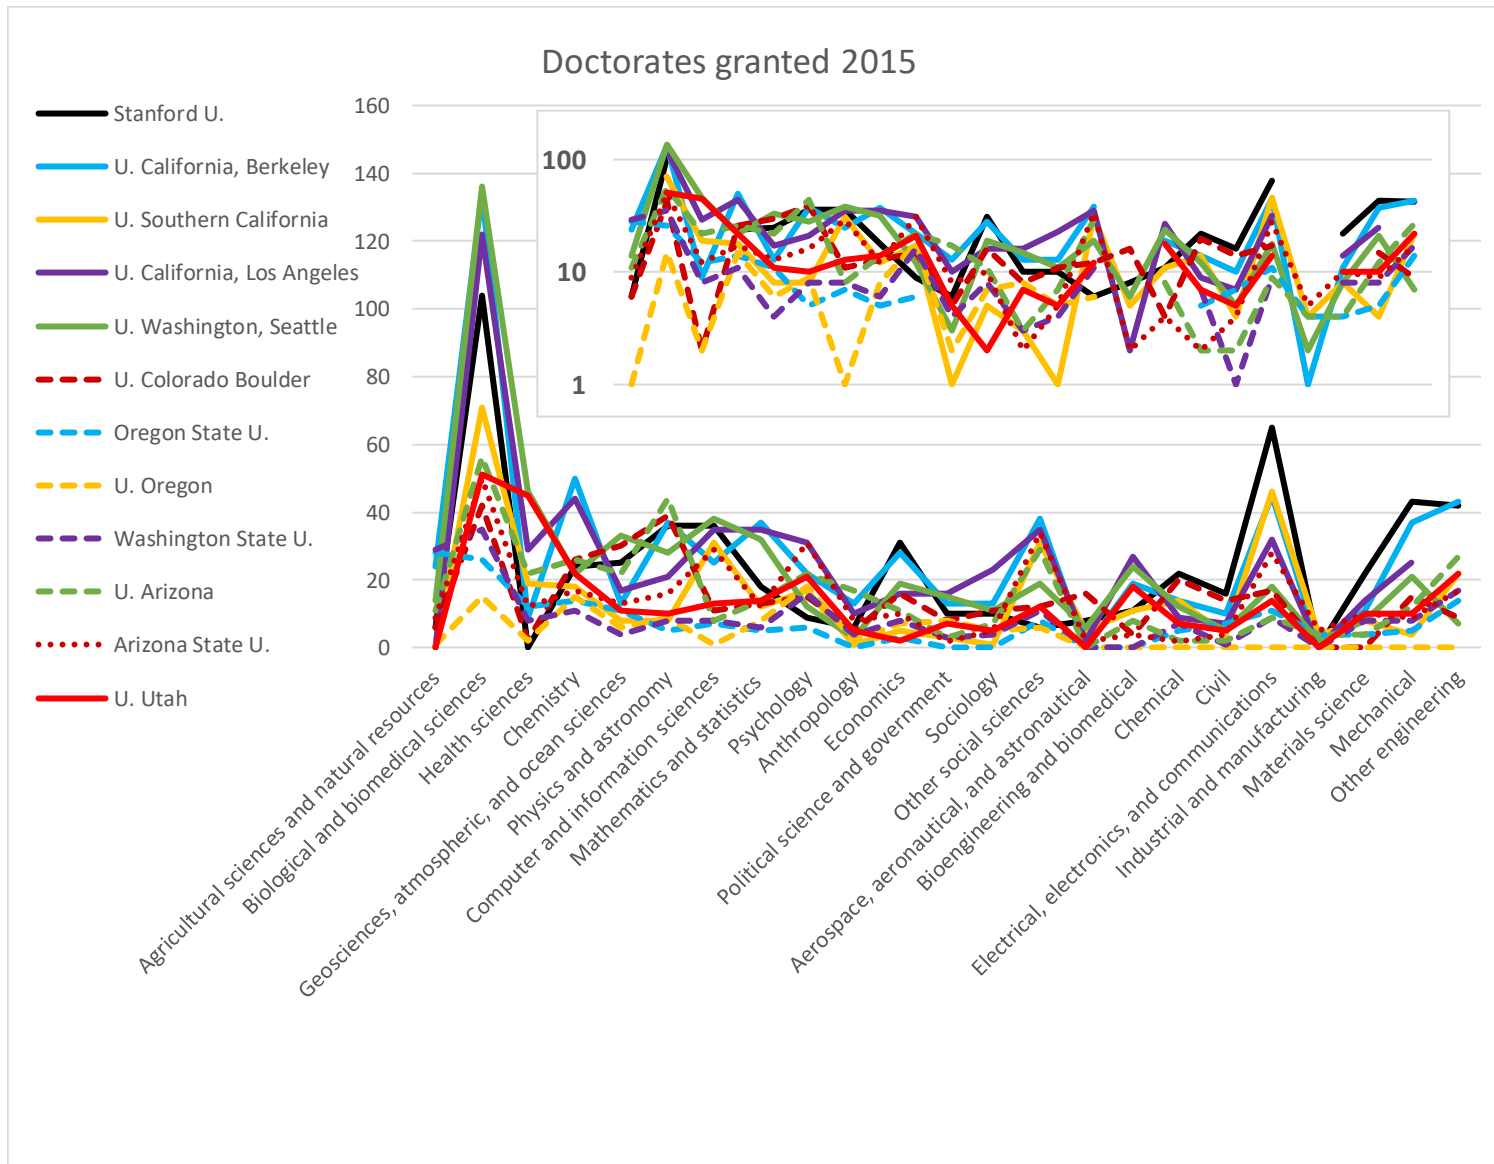 Doctorates granted 2015
Stanford U.
U. California, Berkeley
U. Southern California
U. California, Los Angeles
U. Washington, Seattle
U. Colorado Boulder
Oregon State U.
U. Oregon
Washington State U.
U. Arizona
Arizona State U.
U. Utah
160
140
120
100
80
60
40
20
0
100
10
1
Agricultural sciences and natural resources
Biological and biomedical sciences
Health sciences
Chemistry
Geosciences, atmospheric, and ocean sciences
Physics and astronomy
Computer and information sciences
Mathematics and statistics
Psychology
Anthropology
Economics
Political science and government
Sociology
Other social sciences
Aerospace, aeronautical, and astronautical
Bioengineering and biomedical
Chemical
Civil
Electrical, electronics, and communications
Industrial and manufacturing
Materials science
Mechanical
Other engineering